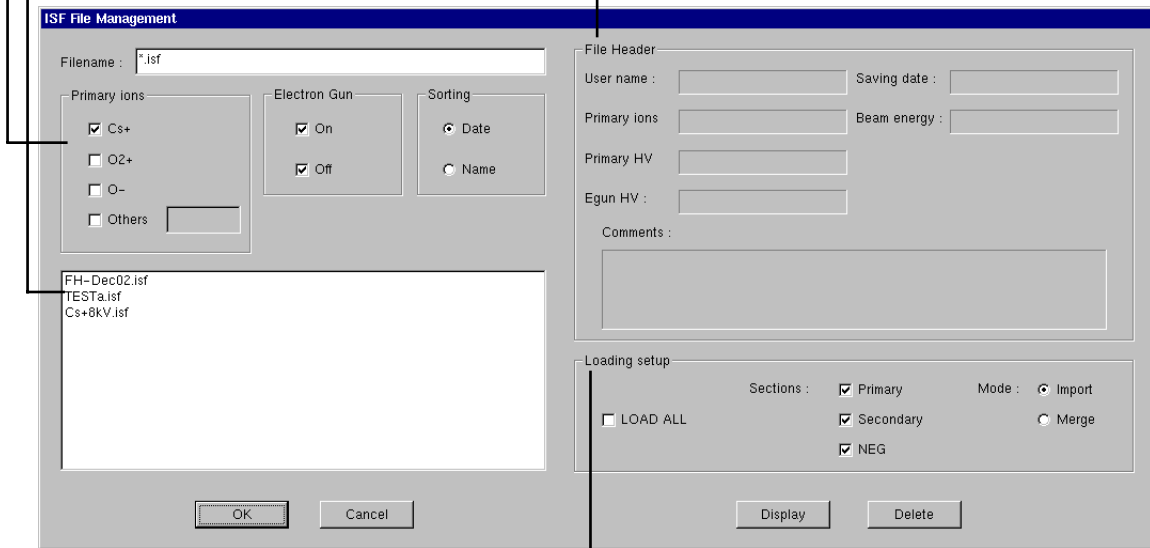 ISF File Management
Filename : *.isf
Primary ions
Cs+
O2+
O-
Others
Electron Gun
On
Off
Sorting
Date
Name
FH-Dec02.isf
TESTa.isf
Cs+8kV.isf
OK Cancel
File Header
User name : Saving date :
Primary ions Beam energy :
Primary HV
Egun HV :
Comments :
Loading setup
Sections : Primary Mode : Import
LOAD ALL Secondary Merge
NEG
Display Delete